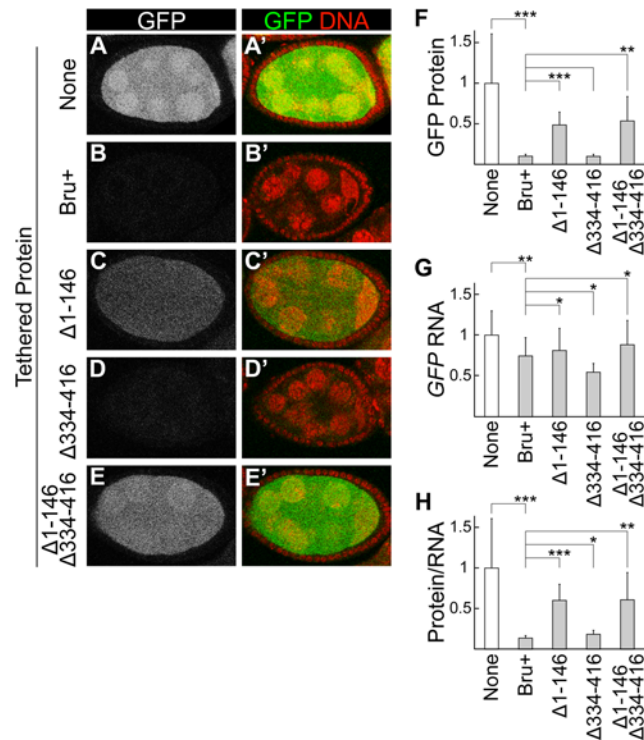 GFP
GFP DNA
Tethered Protein
None
A
A'
Bru+
B
B'
Δ1-146
C
C'
Δ334-416
D
D'
Δ1-146
Δ334-416
E
E'
F
GFP Protein
1.5
1
0.5
***
**
***
None
Bru+
Δ1-146
Δ334-416
Δ1-146
Δ334-416
G
GFP RNA
1.5
1
0.5
**
*
*
*
None
Bru+
Δ1-146
Δ334-416
Δ1-146
Δ334-416
H
Protein/RNA
1.5
1
0.5
***
**
*
***
None
Bru+
Δ1-146
Δ334-416
Δ1-146
Δ334-416